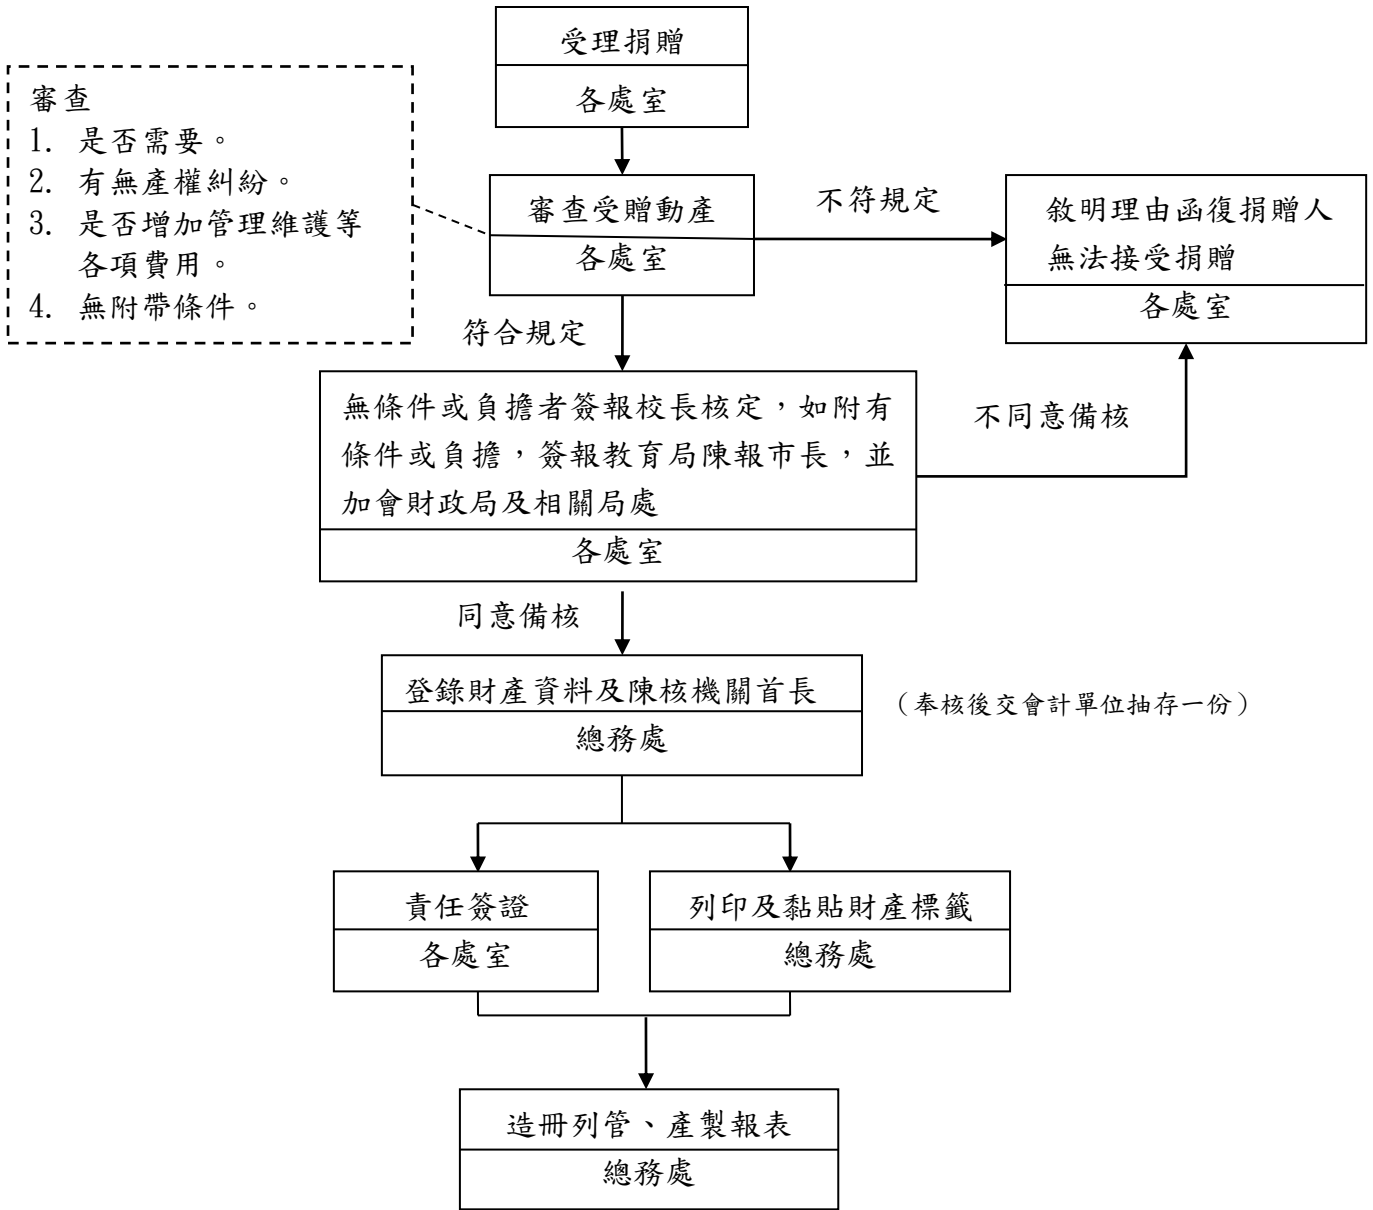 受理捐贈
各處室
審查
1. 是否需要。
2. 有無產權糾紛。
3. 是否增加管理維護等
各項費用。
4. 無附帶條件。
審查受贈動產
各處室
不符規定
敘明理由函復捐贈人
無法接受捐贈
各處室
符合規定
無條件或負擔者簽報校長核定，如附有
條件或負擔，簽報教育局陳報市長，並
加會財政局及相關局處
各處室
不同意備核
同意備核
登錄財產資料及陳核機關首長
總務處
（奉核後交會計單位抽存一份）
責任簽證
各處室
列印及黏貼財產標籤
總務處
造冊列管、產製報表
總務處